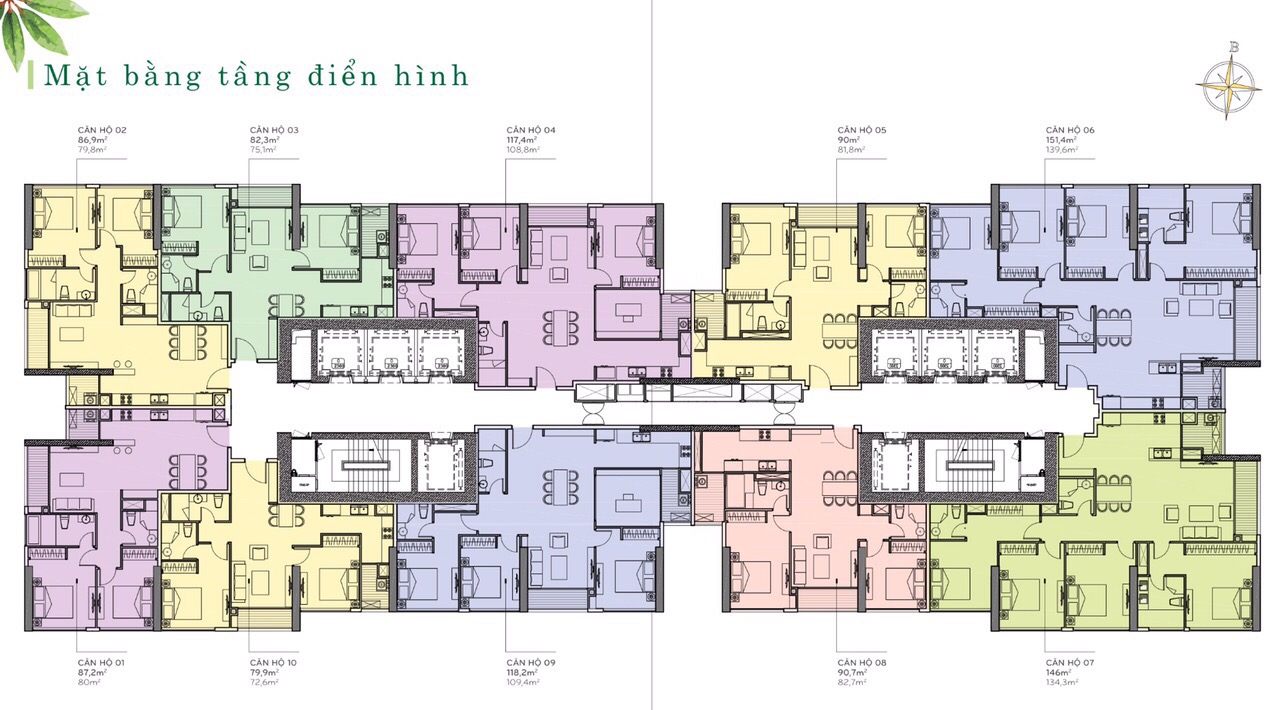 B
Mặt bằng tầng điển hình
CĂN HỘ 02
86,9m²
79,8m²
CĂN HỘ 03
82,3m²
75,1m²
CĂN HỘ 04
117,4m²
108,8m²
CĂN HỘ 05
90m²
81,8m²
CĂN HỘ 06
151,4m²
139,6m²
CĂN HỘ 01
87,2m²
80m²
CĂN HỘ 10
79,9m²
72,6m²
CĂN HỘ 09
118,2m²
109,4m²
CĂN HỘ 08
90,7m²
82,7m²
CĂN HỘ 07
146m²
134,3m²